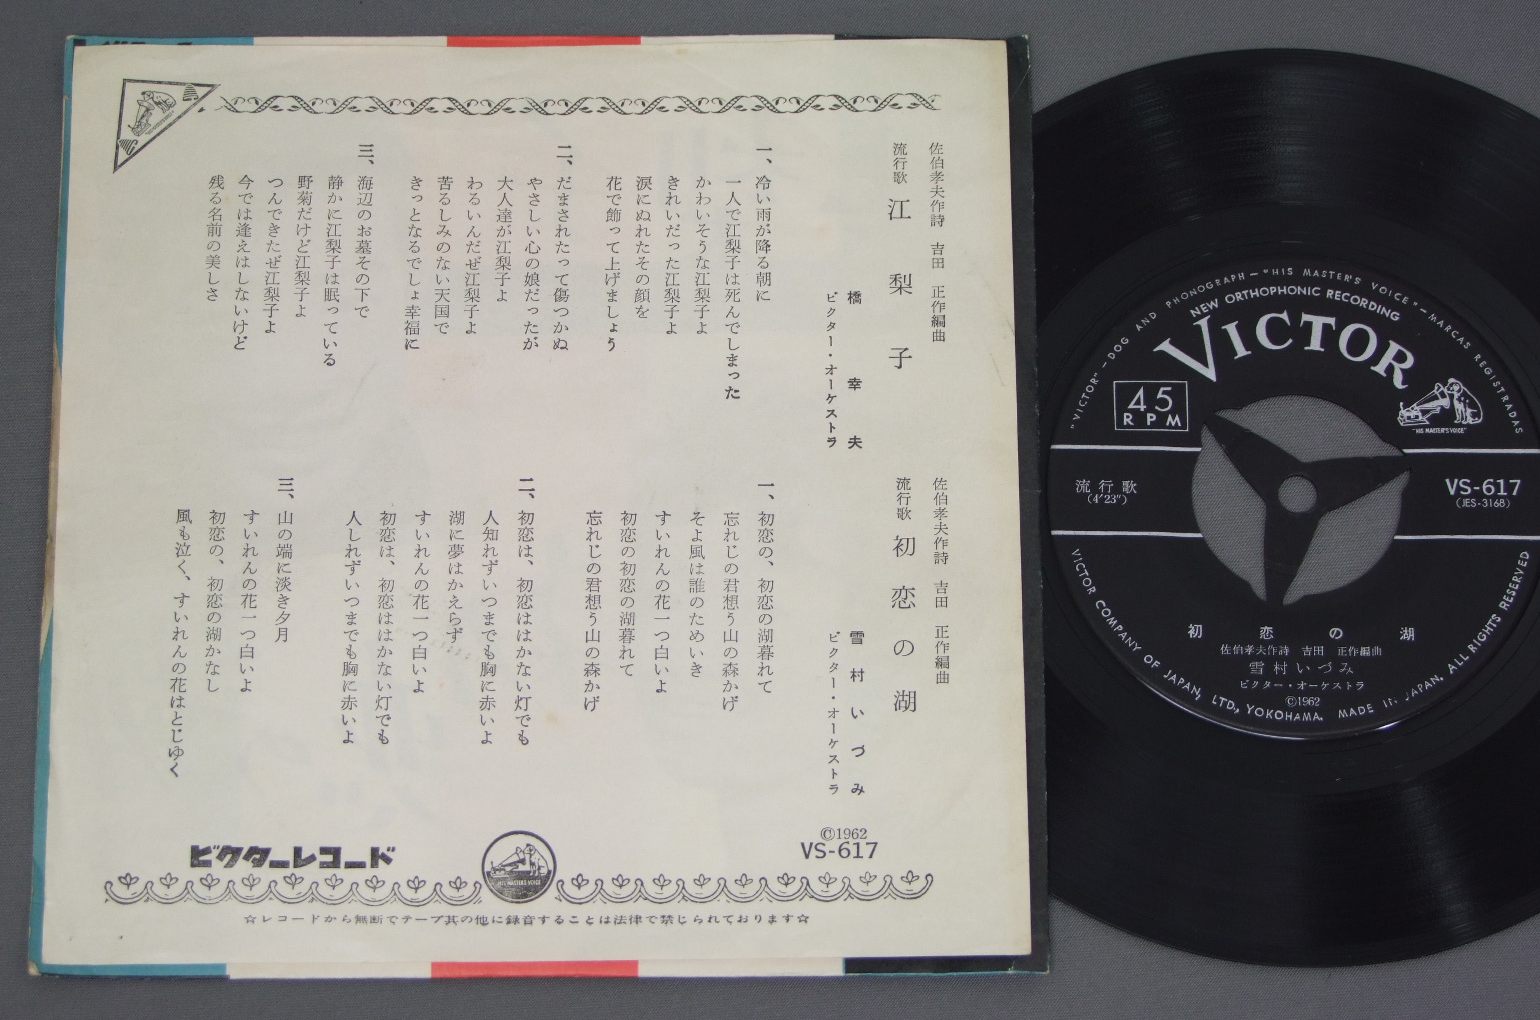 佐伯孝夫作詩 吉田 正作編曲
流行歌 江梨子
橋 幸夫
ビクター・オーケストラ
一、冷い雨が降る朝に
一人で江梨子は死んでしまった
かわいそうな江梨子よ
きれいだった江梨子よ
涙にぬれたその顔を
花で飾って上げましょう
二、だまされたって傷つかぬ
やさしい心の娘だったが
大人達が江梨子よ
わるいんだぜ江梨子よ
苦るしみのない天国で
きっとなるでしょ幸福に
三、海辺のお墓その下で
静かに江梨子は眠っている
野菊だけど江梨子よ
つんできたぜ江梨子よ
今では逢えはしないけど
残る名前の美しさ
佐伯孝夫作詩 吉田 正作編曲
流行歌 初恋の湖
雪村いづみ
ビクター・オーケストラ
一、初恋の、初恋の湖暮れて
忘れじの君想う山の森かげ
そよ風は誰のためいき
すいれんの花一つ白いよ
初恋の初恋の湖暮れて
忘れじの君想う山の森かげ
二、初恋は、初恋ははかない灯でも
人知れずいつまでも胸に赤いよ
湖に夢はかえらず
すいれんの花一つ白いよ
初恋は、初恋ははかない灯でも
人しれずいつまでも胸に赤いよ
三、山の端に淡き夕月
すいれんの花一つ白いよ
初恋の、初恋の湖かなし
風も泣く、すいれんの花はとじゆく
©1962
VS-617
ビクターレコード
"HIS MASTER'S VOICE"
☆レコードから無断でテープ其の他に録音することは法律で禁じられております☆
"VICTOR" – DOG AND PHONOGRAPH – "HIS MASTER'S VOICE" – MARCAS REGISTRADAS
NEW ORTHOPHONIC RECORDING
VICTOR
45
RPM
"HIS MASTER'S VOICE"
流行歌
(4'23")
VS-617
(JES-3168)
初恋の湖
佐伯孝夫作詩 吉田 正作編曲
雪村いづみ
ビクター・オーケストラ
©1962
VICTOR COMPANY OF JAPAN, LTD., YOKOHAMA. MADE IN JAPAN. ALL RIGHTS RESERVED